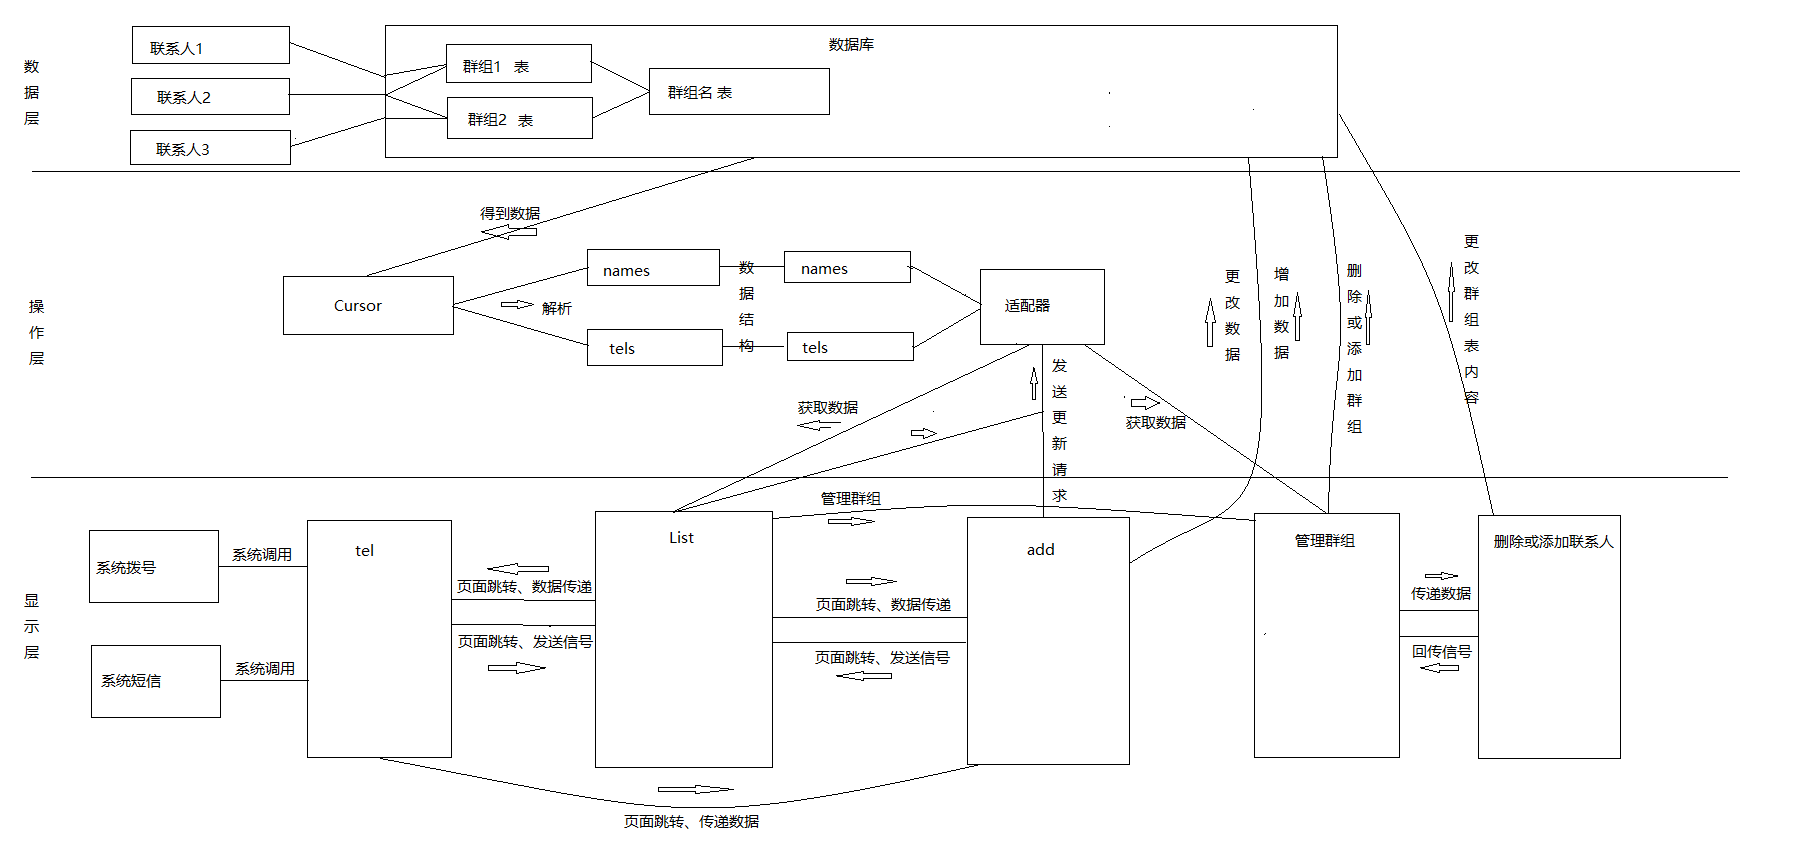 数据层
联系人1
联系人2
联系人3
数据库
群组1 表
群组2 表
群组名 表
操作层
得到数据
Cursor
解析
names
tels
数据结构
names
tels
适配器
获取数据
发送更新请求
获取数据
更改数据
增加数据
删除或添加群组
更改群组表内容
显示层
系统拨号
系统调用
系统短信
系统调用
tel
页面跳转、数据传递
页面跳转、发送信号
List
管理群组
页面跳转、数据传递
页面跳转、发送信号
add
管理群组
传递数据
回传信号
删除或添加联系人
页面跳转、传递数据